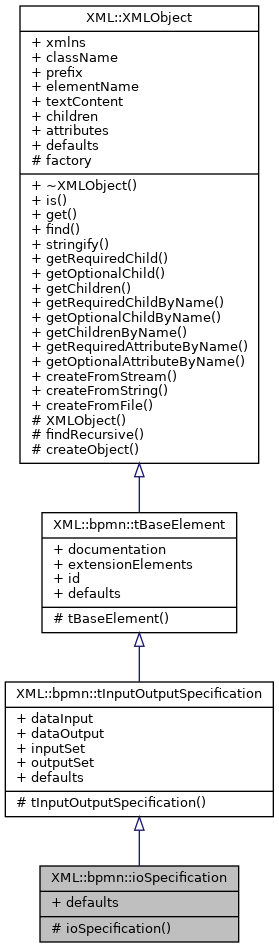 XML::XMLObject
+ xmlns
+ className
+ prefix
+ elementName
+ textContent
+ children
+ attributes
+ defaults
# factory
+ ~XMLObject()
+ is()
+ get()
+ find()
+ stringify()
+ getRequiredChild()
+ getOptionalChild()
+ getChildren()
+ getRequiredChildByName()
+ getOptionalChildByName()
+ getChildrenByName()
+ getRequiredAttributeByName()
+ getOptionalAttributeByName()
+ createFromStream()
+ createFromString()
+ createFromFile()
# XMLObject()
# findRecursive()
# createObject()
XML::bpmn::tBaseElement
+ documentation
+ extensionElements
+ id
+ defaults
# tBaseElement()
XML::bpmn::tInputOutputSpecification
+ dataInput
+ dataOutput
+ inputSet
+ outputSet
+ defaults
# tInputOutputSpecification()
XML::bpmn::ioSpecification
+ defaults
# ioSpecification()